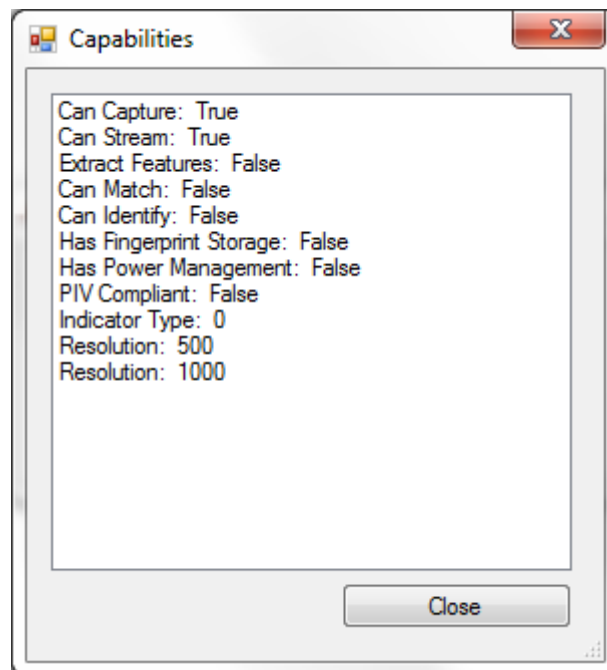 Capabilities
Can Capture: True
Can Stream: True
Extract Features: False
Can Match: False
Can Identify: False
Has Fingerprint Storage: False
Has Power Management: False
PIV Compliant: False
Indicator Type: 0
Resolution: 500
Resolution: 1000
Close